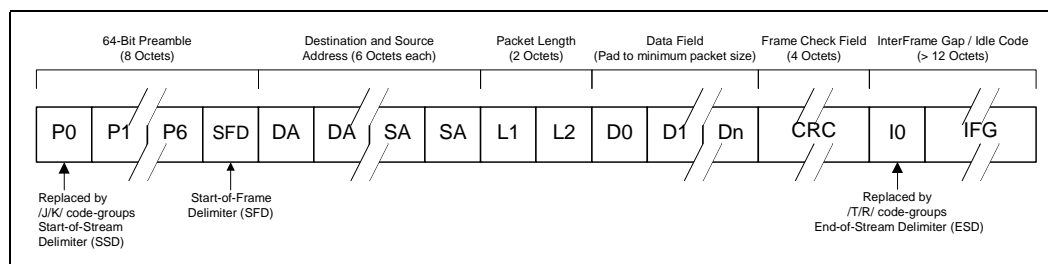 64-Bit Preamble
(8 Octets)
Destination and Source
Address (6 Octets each)
Packet Length
(2 Octets)
Data Field
(Pad to minimum packet size)
Frame Check Field
(4 Octets)
InterFrame Gap / Idle Code
(> 12 Octets)
P0 P1 P6 SFD DA DA SA SA L1 L2 D0 D1 Dn CRC I0 IFG
Replaced by
/J/K/ code-groups
Start-of-Stream
Delimiter (SSD)
Start-of-Frame
Delimiter (SFD)
Replaced by
/T/R/ code-groups
End-of-Stream Delimiter (ESD)